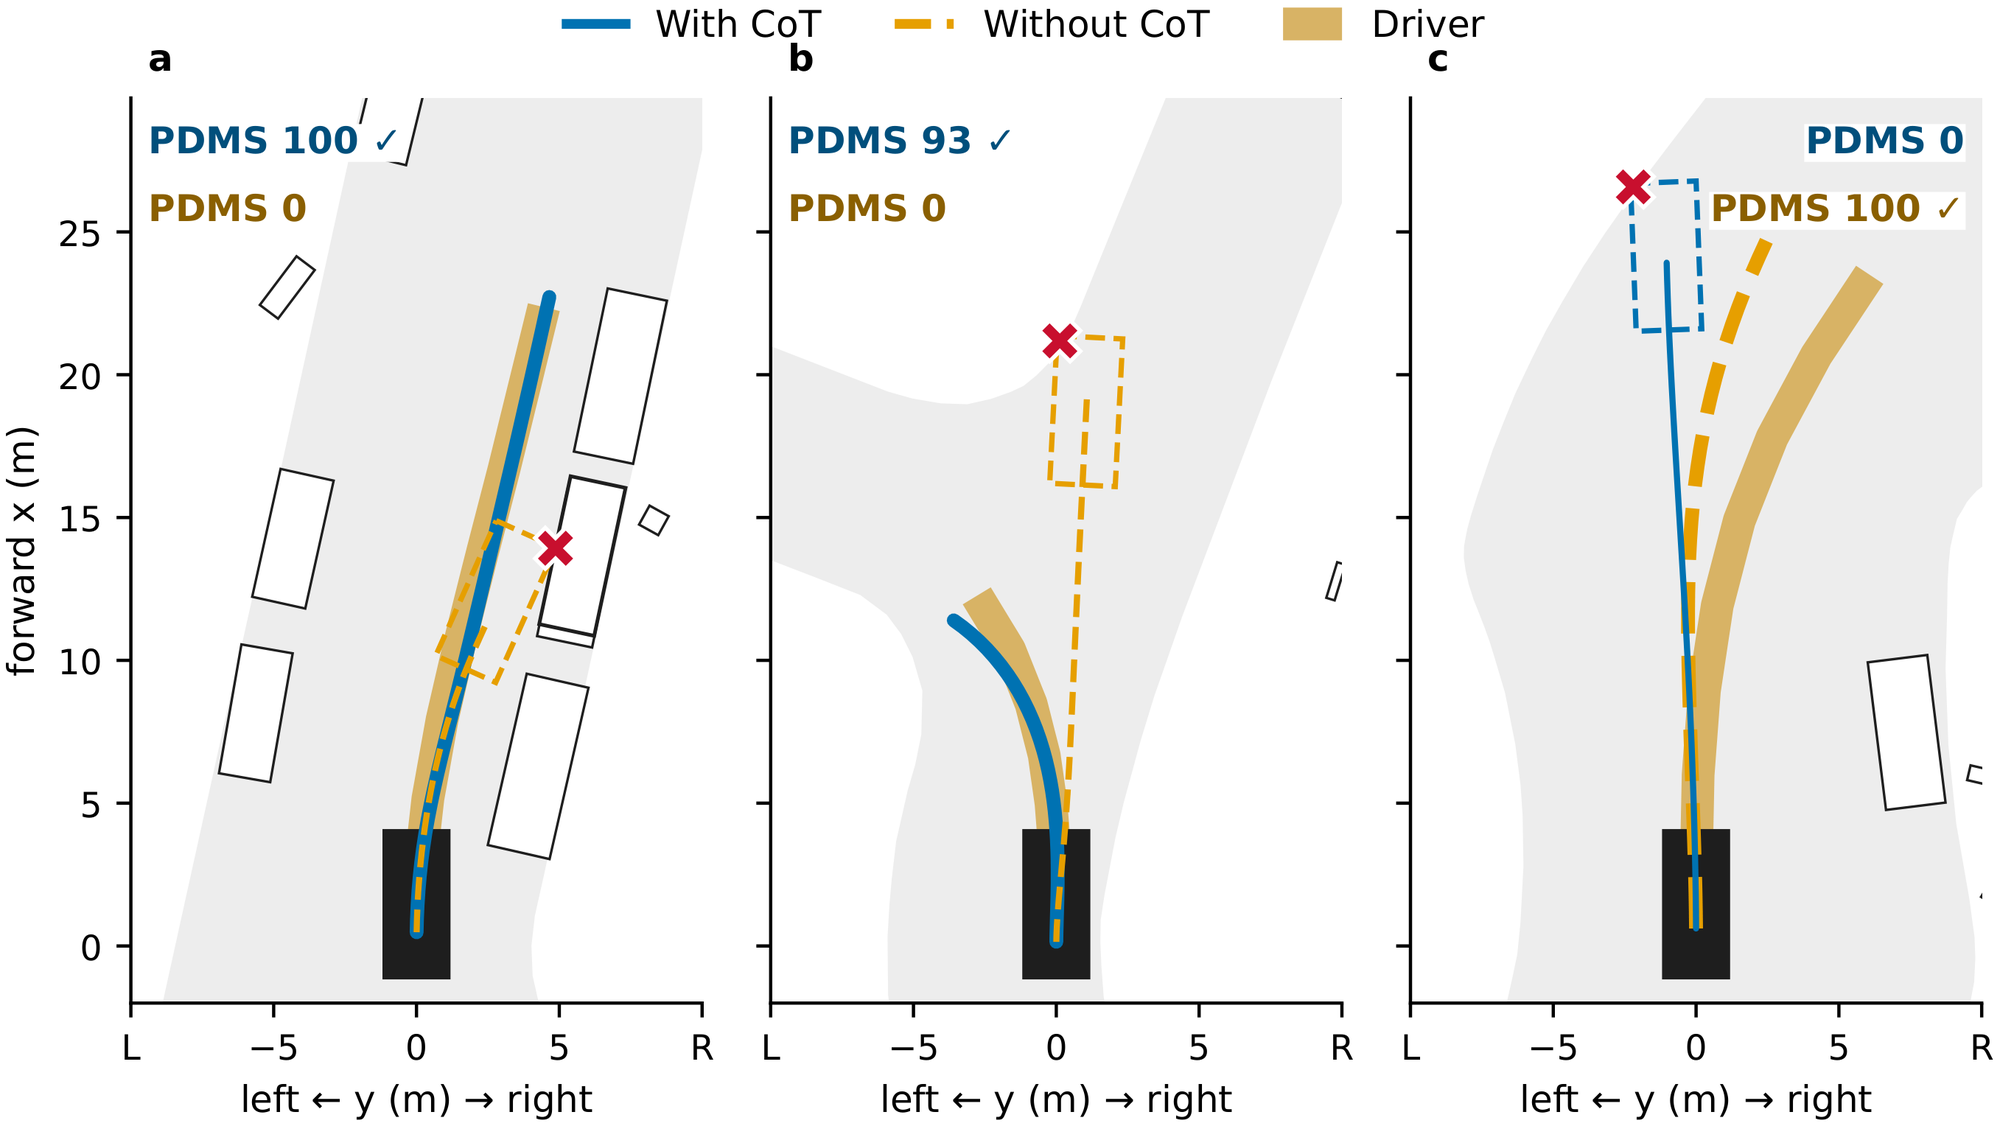 With CoT Without CoT Driver
a b c
PDMS 100 ✓
PDMS 0
PDMS 93 ✓
PDMS 0
PDMS 0
PDMS 100 ✓
forward x (m)
25
20
15
10
5
0
L −5 0 5 R
L −5 0 5 R
L −5 0 5 R
left ← y (m) → right
left ← y (m) → right
left ← y (m) → right